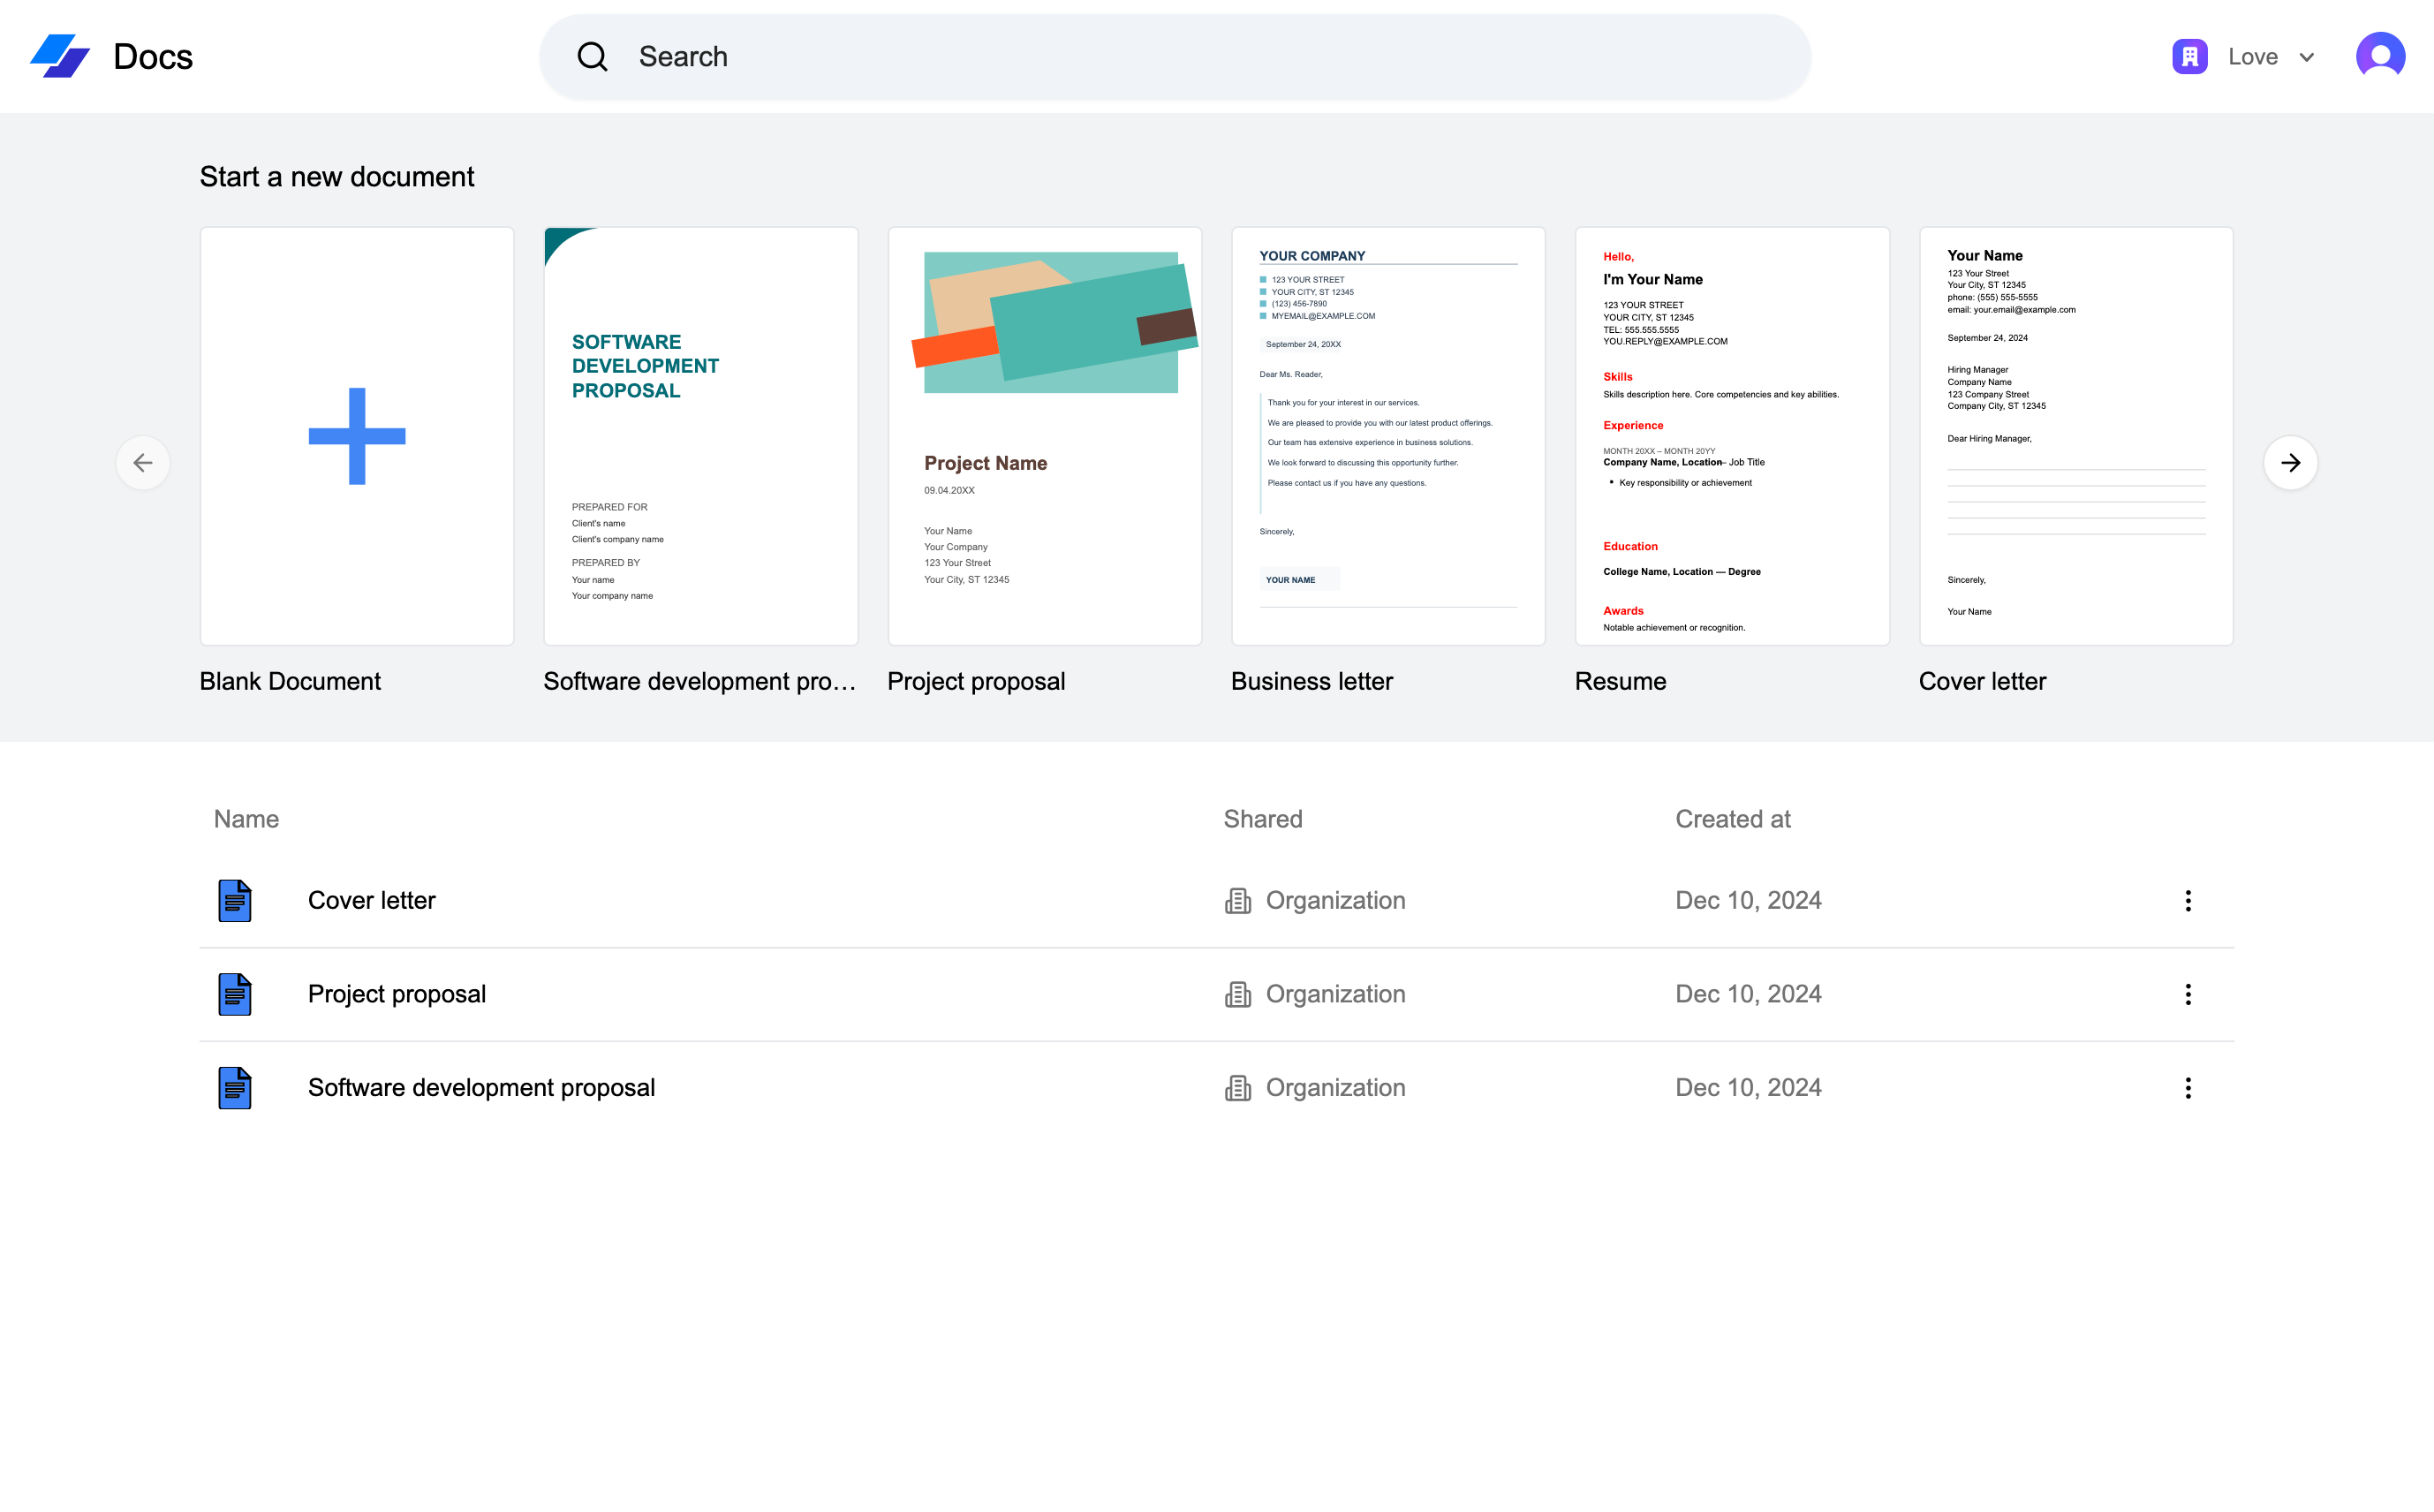 Docs
Search
Love
Start a new document
SOFTWARE
DEVELOPMENT
PROPOSAL
PREPARED FOR
Client's name
Client's company name
PREPARED BY
Your name
Your company name
Project Name
09.04.20XX
Your Name
Your Company
123 Your Street
Your City, ST 12345
YOUR COMPANY
123 YOUR STREET
YOUR CITY, ST 12345
(123) 456-7890
MYEMAIL@EXAMPLE.COM
September 24, 20XX
Dear Ms. Reader,
Thank you for your interest in our services.
We are pleased to provide you with our latest product offerings.
Our team has extensive experience in business solutions.
We look forward to discussing this opportunity further.
Please contact us if you have any questions.
Sincerely,
YOUR NAME
Hello,
I'm Your Name
123 YOUR STREET
YOUR CITY, ST 12345
TEL: 555.555.5555
YOU.REPLY@EXAMPLE.COM
Skills
Skills description here. Core competencies and key abilities.
Experience
MONTH 20XX – MONTH 20YY
Company Name, Location– Job Title
• Key responsibility or achievement
Education
College Name, Location — Degree
Awards
Notable achievement or recognition.
Your Name
123 Your Street
Your City, ST 12345
phone: (555) 555-5555
email: your.email@example.com
September 24, 2024
Hiring Manager
Company Name
123 Company Street
Company City, ST 12345
Dear Hiring Manager,
Sincerely,
Your Name
Blank Document
Software development pro...
Project proposal
Business letter
Resume
Cover letter
Name Shared Created at
Cover letter Organization Dec 10, 2024
Project proposal Organization Dec 10, 2024
Software development proposal Organization Dec 10, 2024